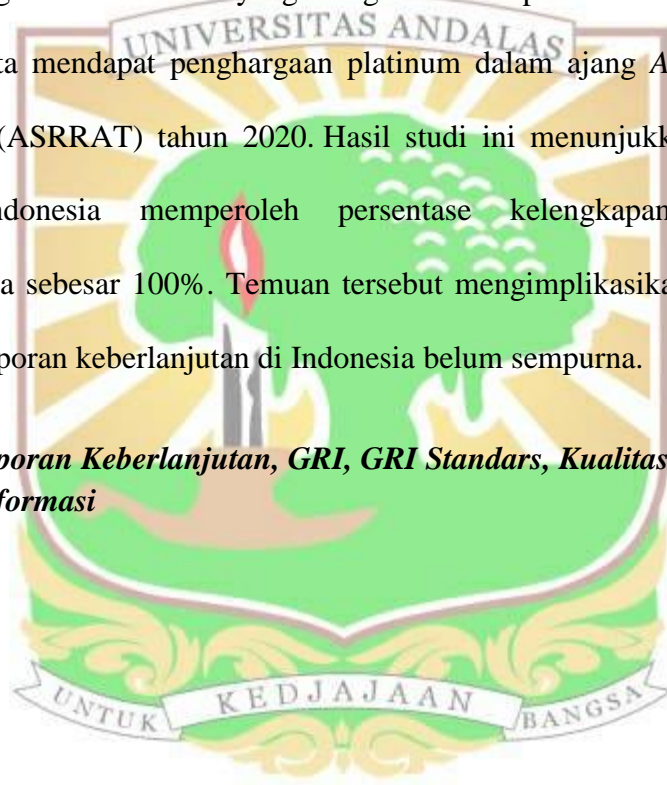 UNIVERSITAS ANDALAS
ta mendapat penghargaan platinum dalam ajang A
(ASRRAT) tahun 2020. Hasil studi ini menunjukk
ndonesia memperoleh persentase kelengkapan
a sebesar 100%. Temuan tersebut mengimplikasika
poran keberlanjutan di Indonesia belum sempurna.
poran Keberlanjutan, GRI, GRI Standars, Kualitas
formasi
UNTUK KEDJAJAAN BANGSA